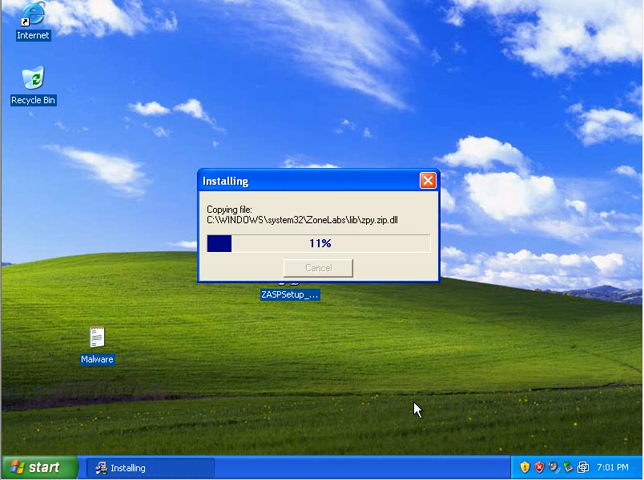 Internet
Recycle Bin
Installing
Copying file:
C:\WINDOWS\system32\ZoneLabs\lib\zpy.zip.dll
11%
Cancel
ZASPSetup_...
Malware
start
Installing
7:01 PM